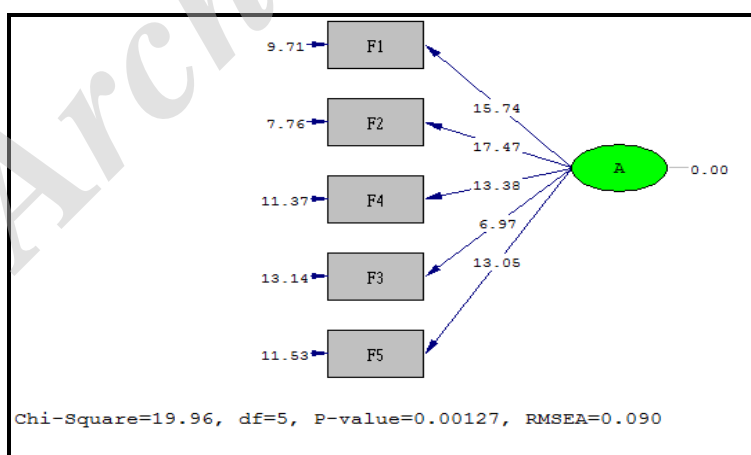 Arch
9.71 F1
15.74
7.76 F2
17.47
A 0.00
13.38
11.37 F4
6.97
13.14 F3
13.05
11.53 F5
Chi-Square=19.96, df=5, P-value=0.00127, RMSEA=0.090